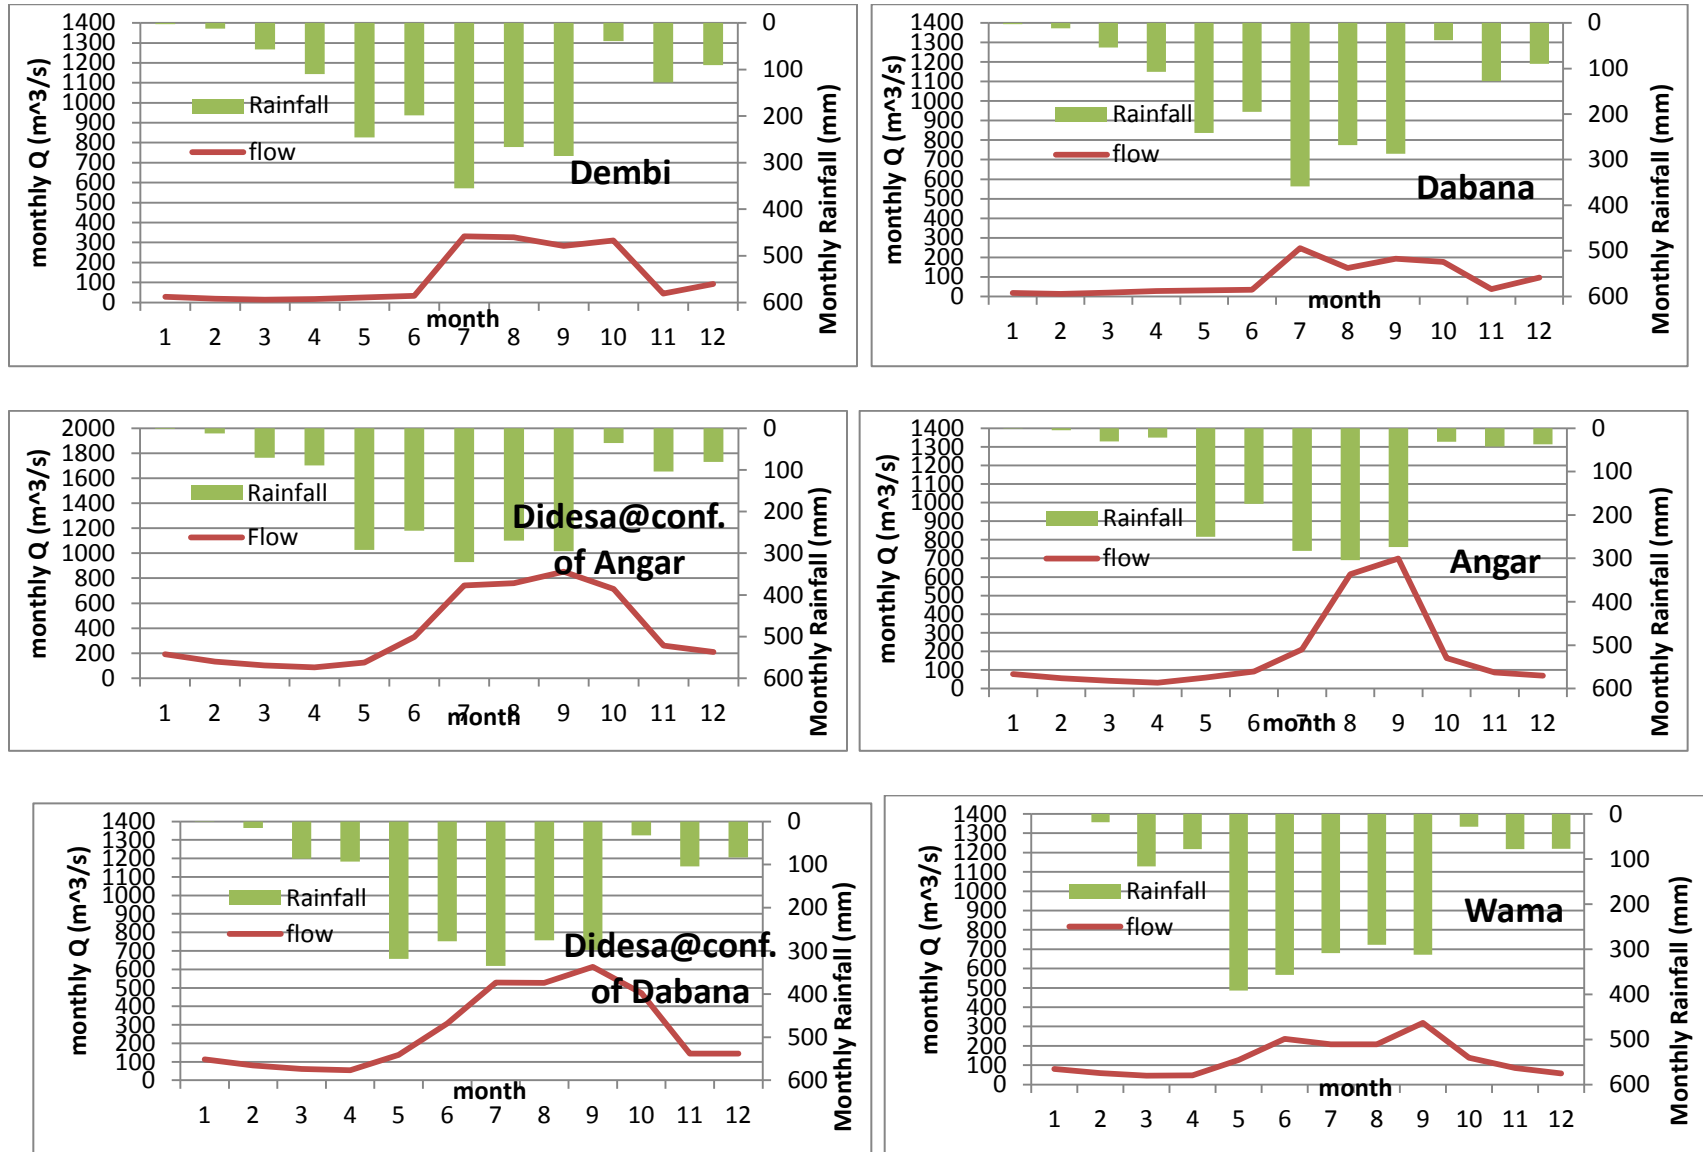 1400 1300 1200 1100 1000 900 800 700 600 500 400 300 200 100 0
monthly Q (m^3/s)
Rainfall
flow
Dembi
0 100 200 300 400 500 600
Monthly Rainfall (mm)
month
1 2 3 4 5 6 7 8 9 10 11 12
1400 1300 1200 1100 1000 900 800 700 600 500 400 300 200 100 0
monthly Q (m^3/s)
Rainfall
flow
Dabana
0 100 200 300 400 500 600
Monthly Rainfall (mm)
month
1 2 3 4 5 6 7 8 9 10 11 12
2000 1800 1600 1400 1200 1000 800 600 400 200 0
monthly Q (m^3/s)
Rainfall
Flow
Didesa@conf.
of Angar
0 100 200 300 400 500 600
Monthly Rainfall (mm)
month
1 2 3 4 5 6 7 8 9 10 11 12
1400 1300 1200 1100 1000 900 800 700 600 500 400 300 200 100 0
monthly Q (m^3/s)
Rainfall
flow
Angar
0 100 200 300 400 500 600
Monthly Rainfall (mm)
month
1 2 3 4 5 6 7 8 9 10 11 12
1400 1300 1200 1100 1000 900 800 700 600 500 400 300 200 100 0
monthly Q (m^3/s)
Rainfall
flow
Didesa@conf.
of Dabana
0 100 200 300 400 500 600
Monthly Rainfall (mm)
month
1 2 3 4 5 6 7 8 9 10 11 12
1400 1300 1200 1100 1000 900 800 700 600 500 400 300 200 100 0
monthly Q (m^3/s)
Rainfall
flow
Wama
0 100 200 300 400 500 600
Monthly Rainfall (mm)
month
1 2 3 4 5 6 7 8 9 10 11 12